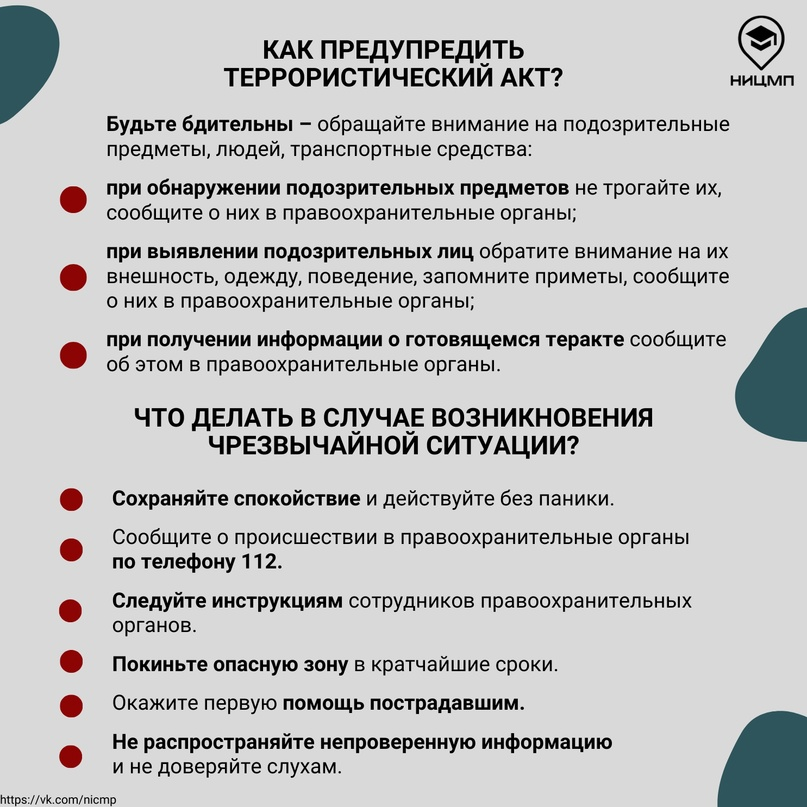 КАК ПРЕДУПРЕДИТЬ
ТЕРРОРИСТИЧЕСКИЙ АКТ?
НИЦМП
Будьте бдительны – обращайте внимание на подозрительные
предметы, людей, транспортные средства:
при обнаружении подозрительных предметов не трогайте их,
сообщите о них в правоохранительные органы;
при выявлении подозрительных лиц обратите внимание на их
внешность, одежду, поведение, запомните приметы, сообщите
о них в правоохранительные органы;
при получении информации о готовящемся теракте сообщите
об этом в правоохранительные органы.
ЧТО ДЕЛАТЬ В СЛУЧАЕ ВОЗНИКНОВЕНИЯ
ЧРЕЗВЫЧАЙНОЙ СИТУАЦИИ?
Сохраняйте спокойствие и действуйте без паники.
Сообщите о происшествии в правоохранительные органы
по телефону 112.
Следуйте инструкциям сотрудников правоохранительных
органов.
Покиньте опасную зону в кратчайшие сроки.
Окажите первую помощь пострадавшим.
Не распространяйте непроверенную информацию
и не доверяйте слухам.
https://vk.com/nicmp